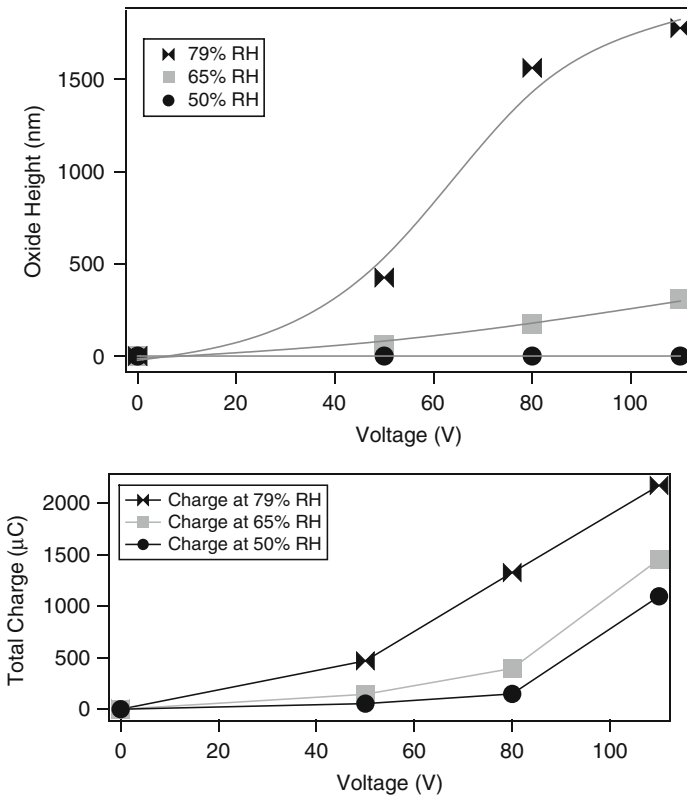 1500
1000
500
0
Oxide Height (nm)
79% RH
65% RH
50% RH
0
20
40
60
80
100
Voltage (V)
2000
1500
1000
500
0
Total Charge (μC)
Charge at 79% RH
Charge at 65% RH
Charge at 50% RH
0
20
40
60
80
100
Voltage (V)